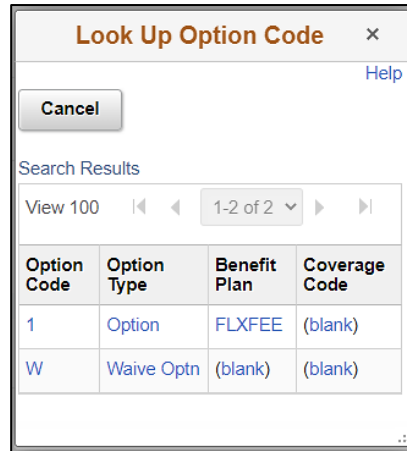 Look Up Option Code ×
Help
Cancel
Search Results
View 100 1-2 of 2
Option Code Option Type Benefit Plan Coverage Code
1 Option FLXFEE (blank)
W Waive Optn (blank) (blank)